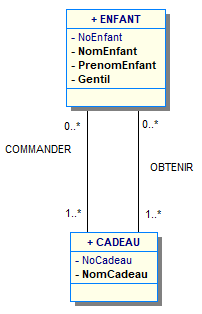 + ENFANT
- NoEnfant
- NomEnfant
- PrenomEnfant
- Gentil
0..* 0..*
COMMANDER
OBTENIR
1..* 1..*
+ CADEAU
- NoCadeau
- NomCadeau